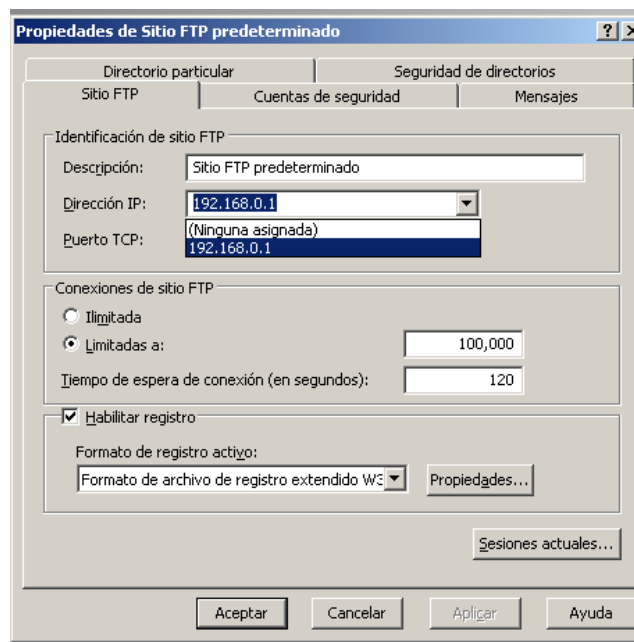 Propiedades de Sitio FTP predeterminado
Directorio particular Seguridad de directorios
Sitio FTP Cuentas de seguridad Mensajes
Identificación de sitio FTP
Descripción: Sitio FTP predeterminado
Dirección IP: 192.168.0.1
(Ninguna asignada)
Puerto TCP: 192.168.0.1
Conexiones de sitio FTP
Ilimitada
Limitadas a: 100,000
Tiempo de espera de conexión (en segundos): 120
Habilitar registro
Formato de registro activo:
Formato de archivo de registro extendido W3 Propiedades...
Sesiones actuales...
Aceptar Cancelar Aplicar Ayuda